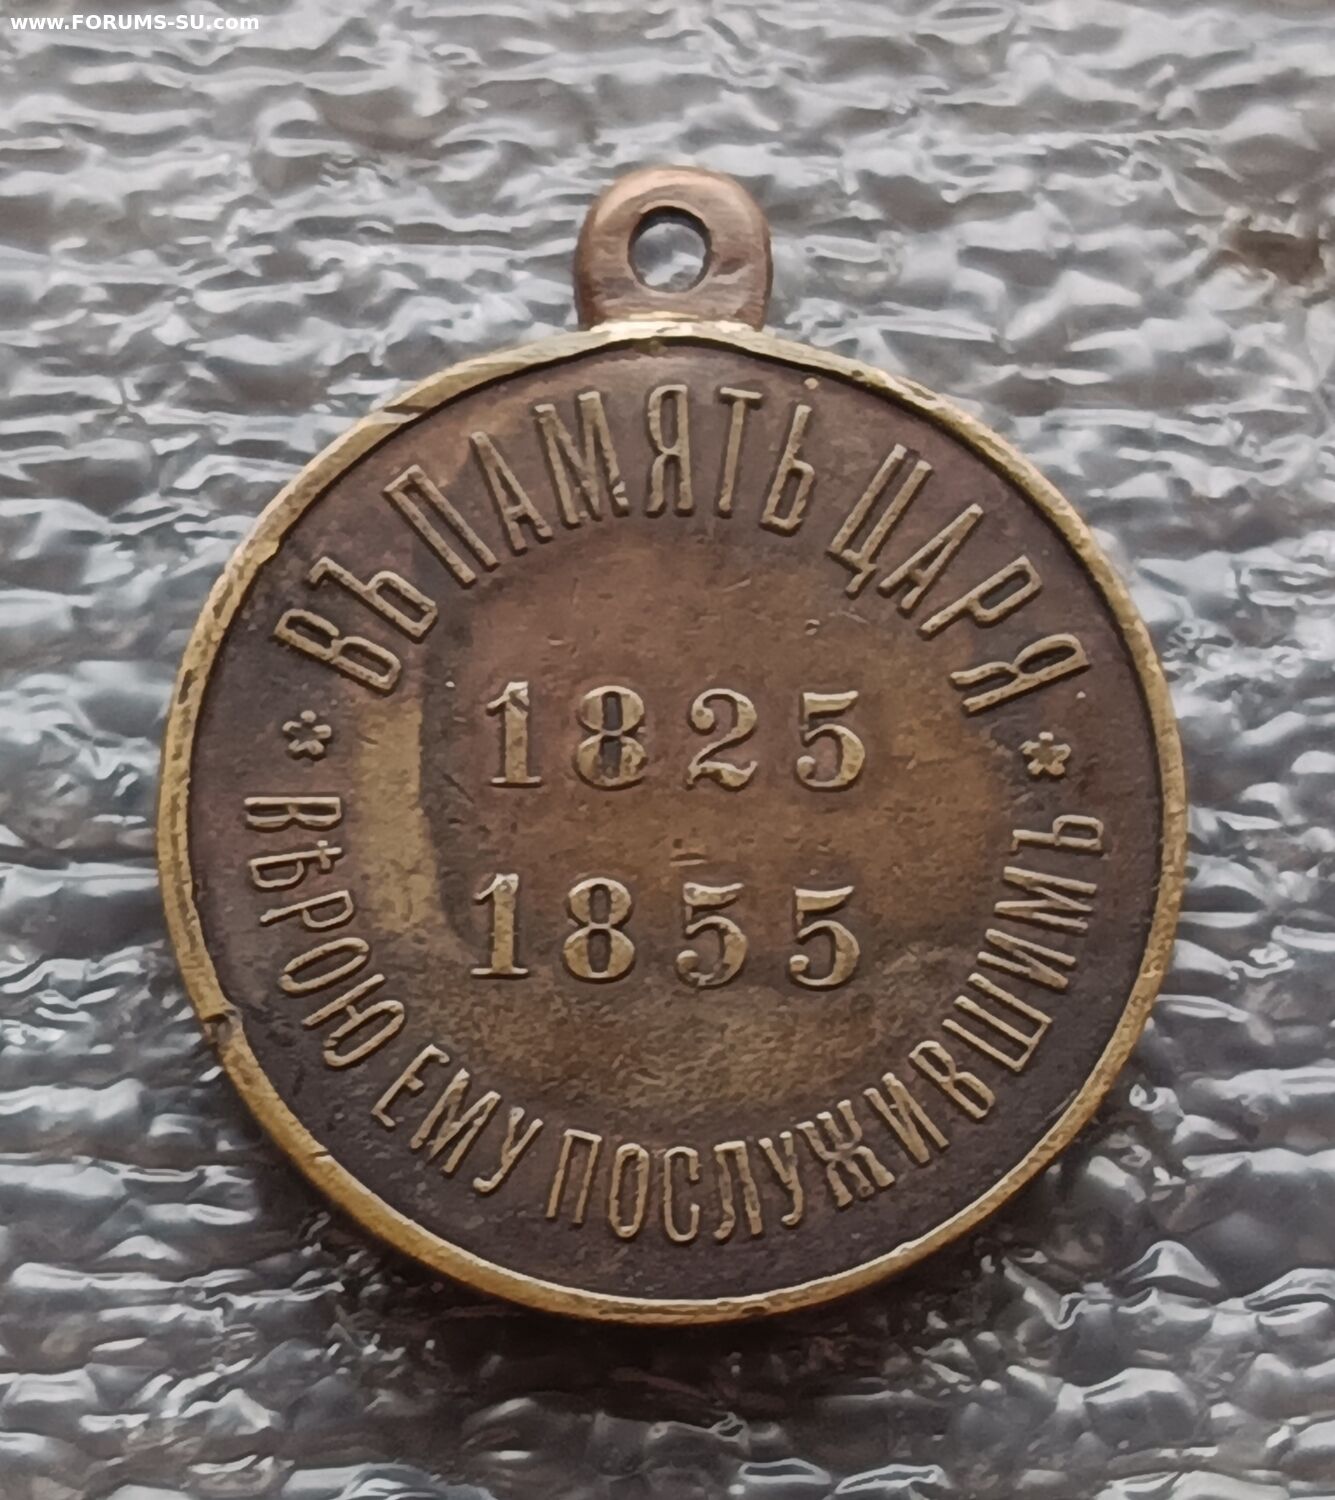 www.FORUMS-SU.com
ВЪ ПАМЯТЬ ЦАРЯ
1825
1855
ВѢРОЮ ЕМУ ПОСЛУЖИВШИМЪ